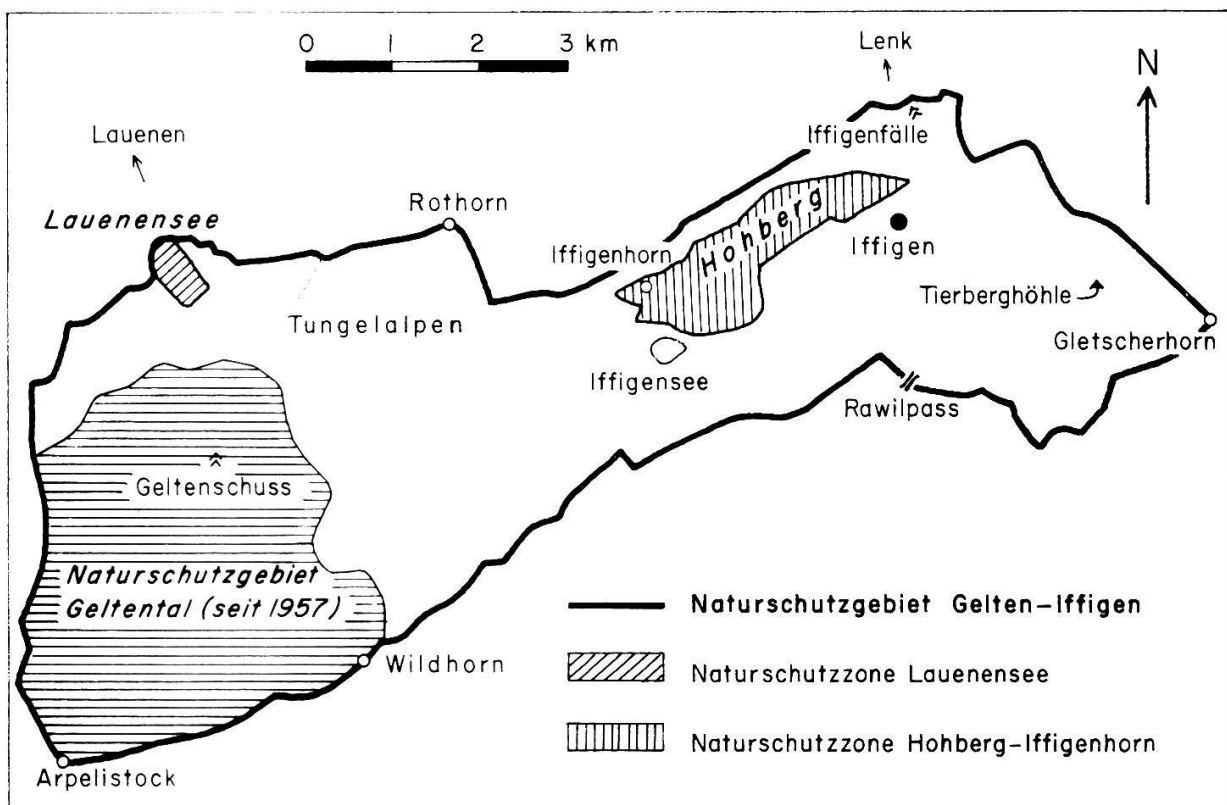 0 1 2 3 km
Lenk
N
Lauenen
Iffigenfälle
Lauenensee
Rothorn
Hohberg
Iffigenhorn
Iffigen
Tierberghöhle
Tungelalpen
Gletscherhorn
Iffigensee
Rawilpass
Geltenschuss
Naturschutzgebiet
Geltental (seit 1957)
Naturschutzgebiet Gelten-Iffigen
Wildhorn
Naturschutzzone Lauenensee
Naturschutzzone Hohberg-Iffigenhorn
Arpelistock